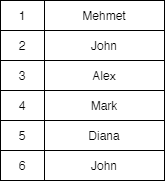 1 Mehmet
2 John
3 Alex
4 Mark
5 Diana
6 John